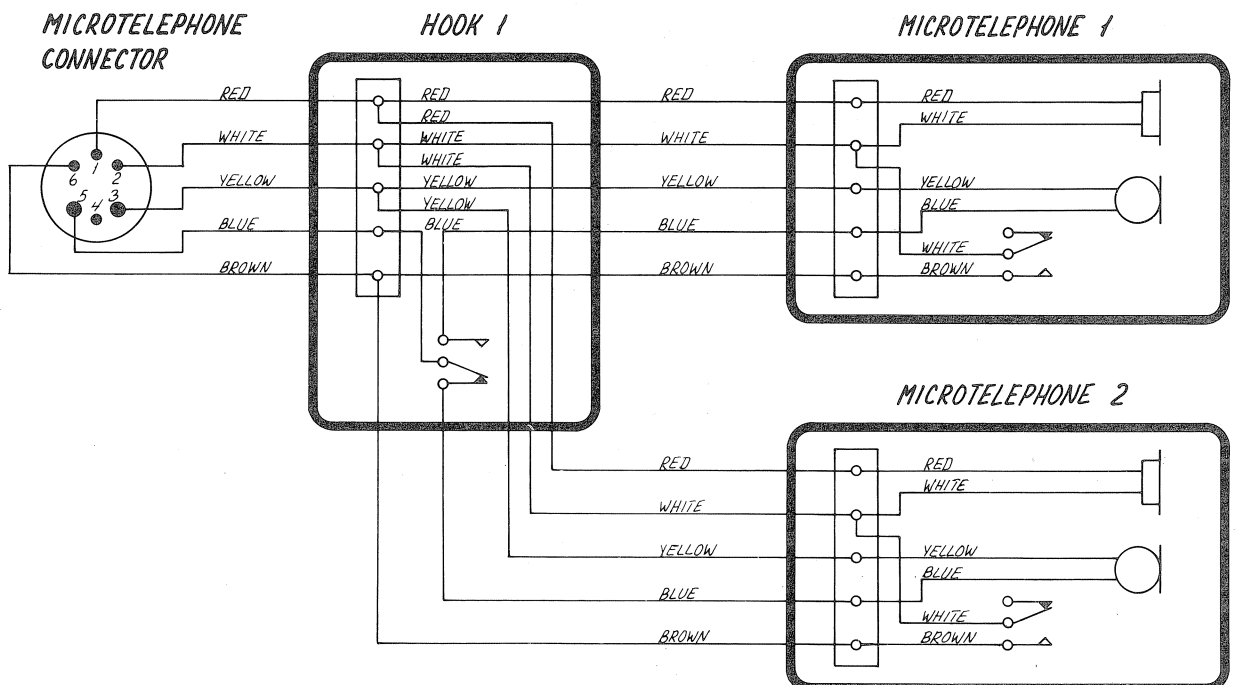 MICROTELEPHONE
CONNECTOR
HOOK 1
MICROTELEPHONE 1
RED
WHITE
YELLOW
BLUE
BROWN
6
1
2
5
4
3
RED
RED
WHITE
WHITE
YELLOW
YELLOW
BLUE
RED
WHITE
YELLOW
BLUE
BROWN
RED
WHITE
YELLOW
BLUE
WHITE
BROWN
MICROTELEPHONE 2
RED
WHITE
YELLOW
BLUE
BROWN
RED
WHITE
YELLOW
BLUE
WHITE
BROWN